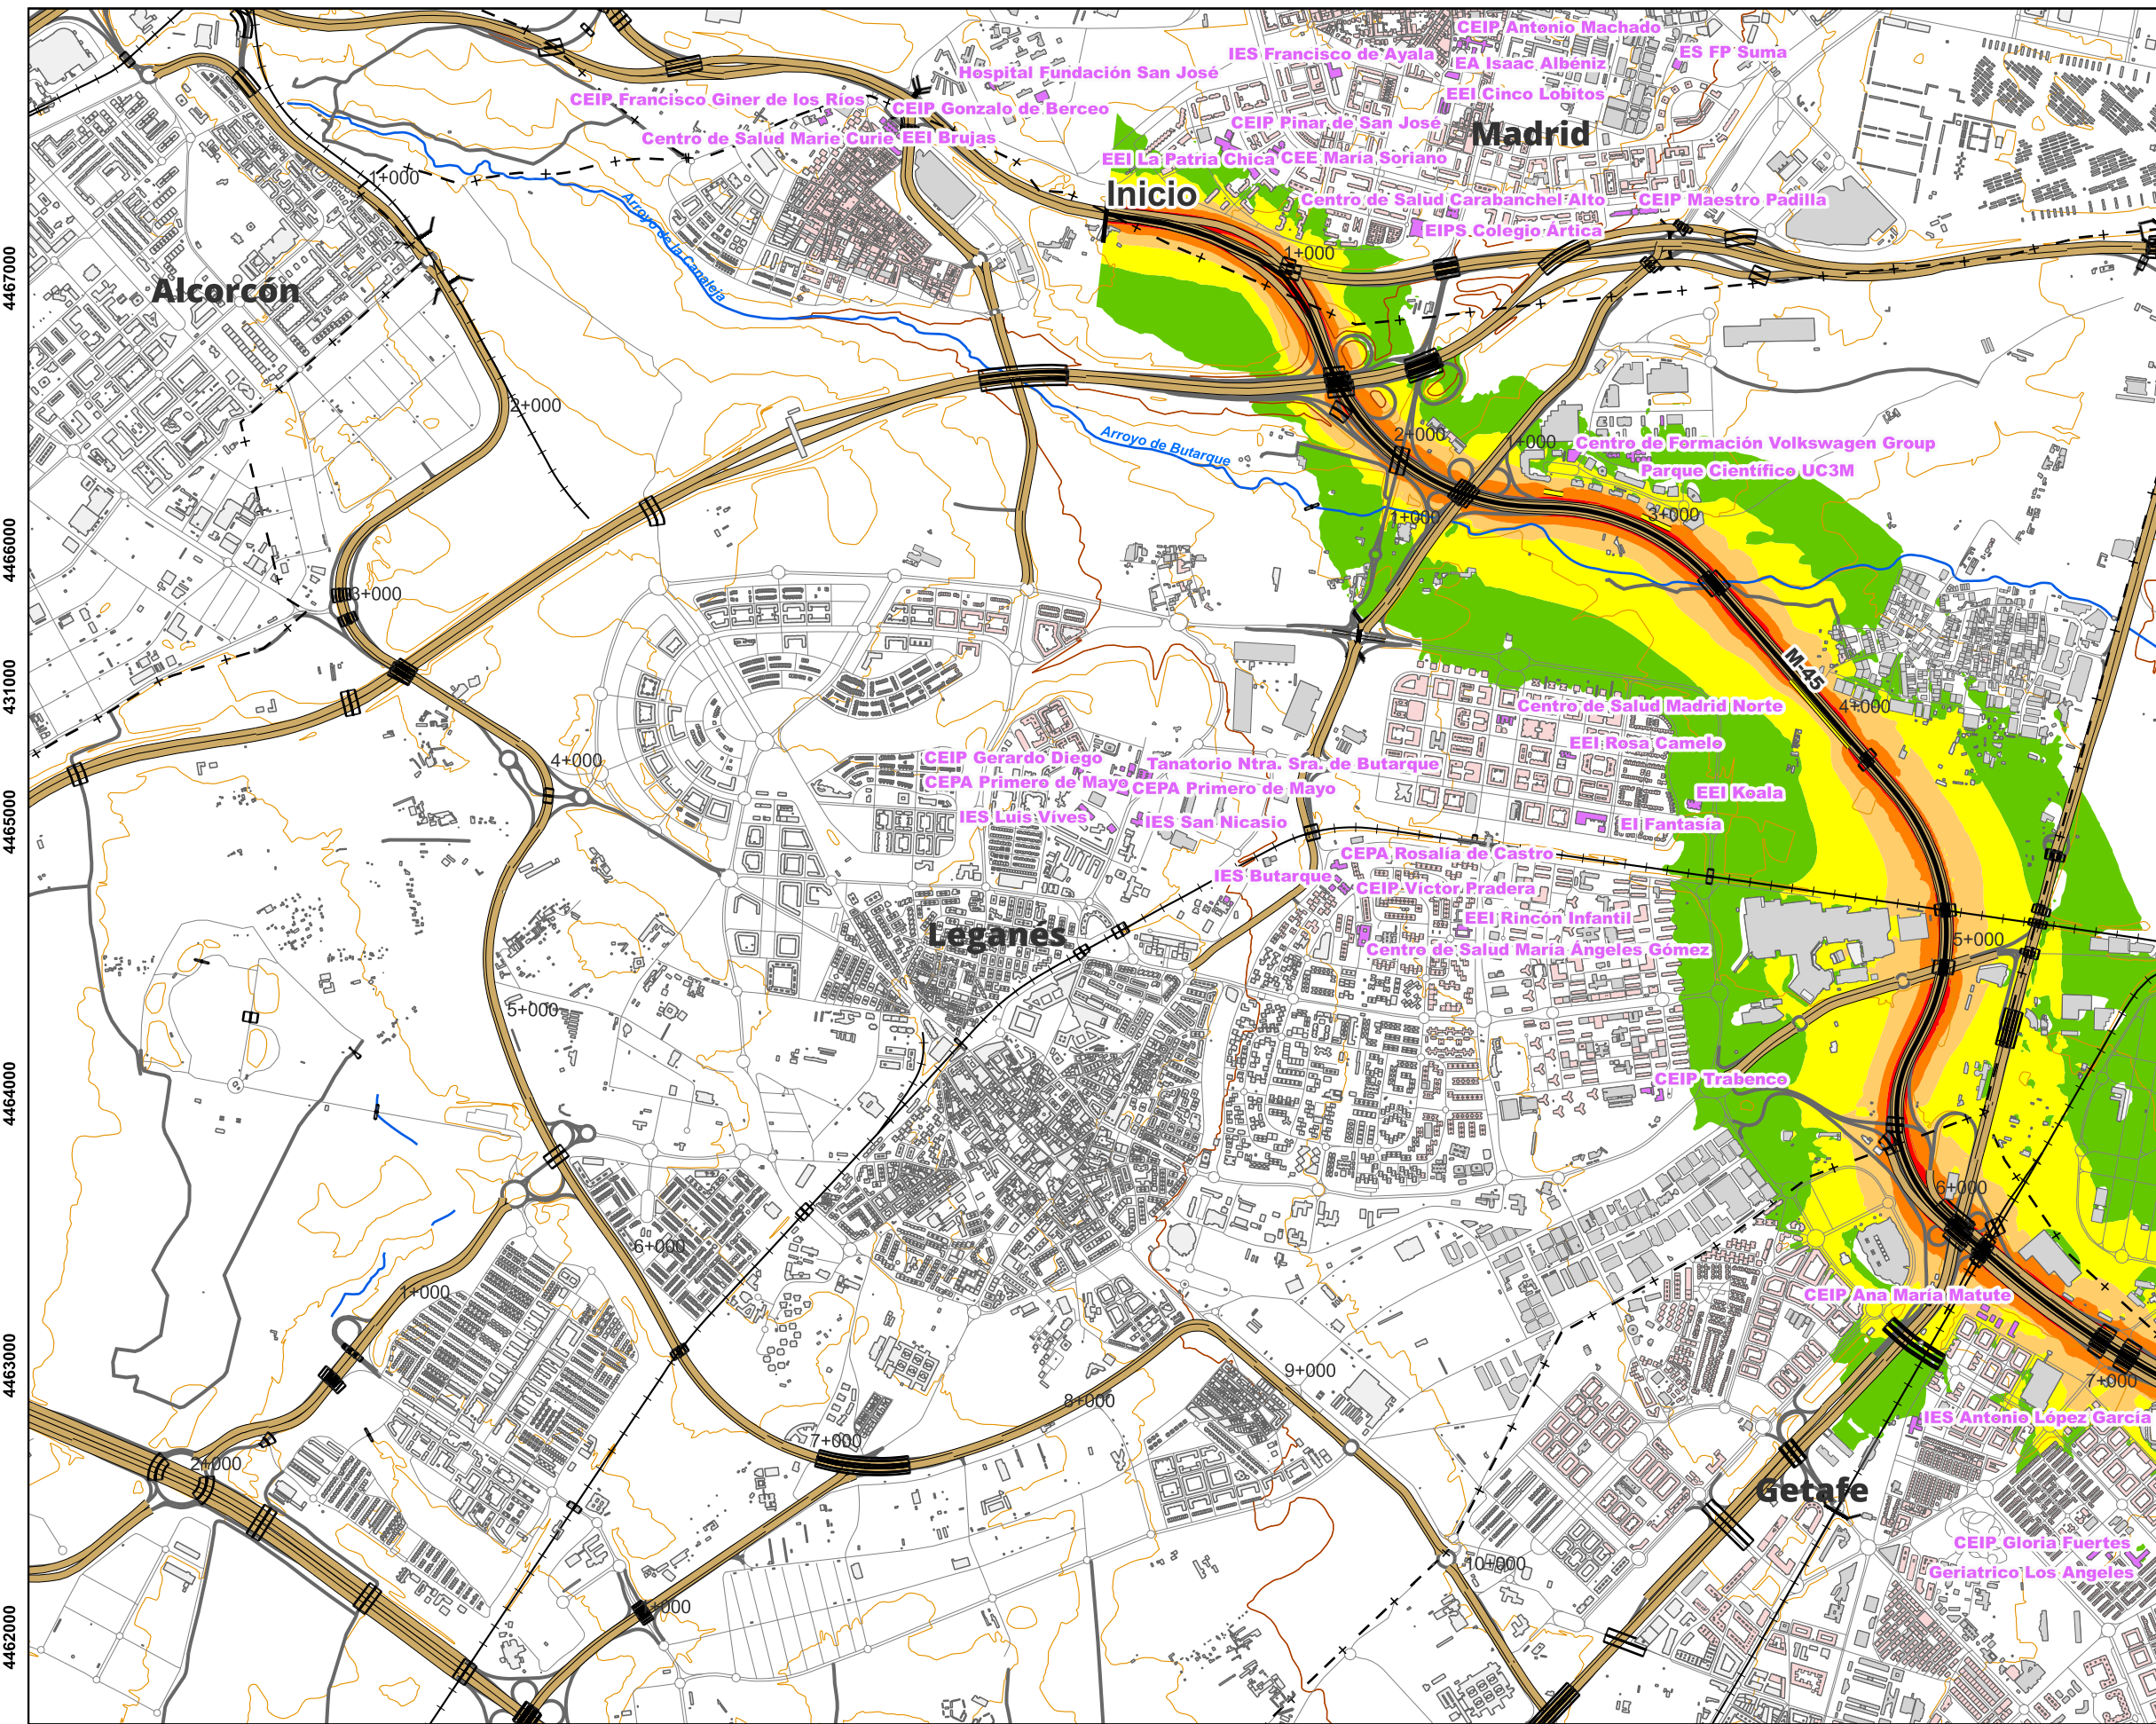 CEIP Antonio Machado
IES Francisco de Ayala
ES FP Suma
EA Isaac Albéniz
Hospital Fundación San José
EEI Cinco Lobitos
CEIP Francisco Giner de los Ríos
CEIP Gonzalo de Berceo
CEIP Pinar de San José
Madrid
Centro de Salud Marie Curie
EEI Brujas
EEI La Patria Chica
CEE María Soriano
1+000
Inicio
Centro de Salud Carabanchel Alto
CEIP Maestro Padilla
Arroyo de la Canaleja
EIPS Colegio Ártica
1+000
4467000
Alcorcón
2+000
2+000
1+000
Arroyo de Butarque
Centro de Formación Volkswagen Group
Parque Científico UC3M
1+000
3+000
4466000
3+000
M-45
431000
Centro de Salud Madrid Norte
4+000
EEI Rosa Camelo
4+000
CEIP Gerardo Diego
Tanatorio Ntra. Sra. de Butarque
CEPA Primero de Mayo
CEPA Primero de Mayo
EEI Koala
4465000
IES Luis Vives
IES San Nicasio
EI Fantasía
CEPA Rosalía de Castro
IES Butarque
CEIP Víctor Pradera
EEI Rincón Infantil
Leganés
5+000
Centro de Salud María Ángeles Gómez
5+000
4464000
CEIP Trabenco
6+000
6+000
1+000
CEIP Ana María Matute
4463000
9+000
7+000
8+000
IES Antonio López García
7+000
2+000
Getafe
CEIP Gloria Fuertes
10+000
Geriatrico Los Angeles
4462000